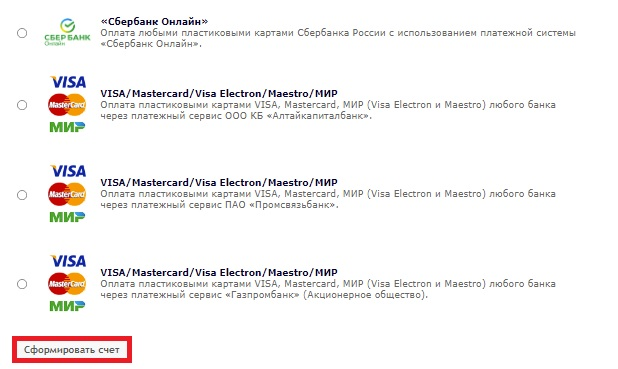 «Сбербанк Онлайн»
Оплата любыми пластиковыми картами Сбербанка России с использованием платежной системы
«Сбербанк Онлайн».
СБЕРБАНК
Онлайн
VISA
MasterCard
МИР
VISA/Mastercard/Visa Electron/Maestro/МИР
Оплата пластиковыми картами VISA, Mastercard, МИР (Visa Electron и Maestro) любого банка
через платежный сервис ООО КБ «Алтайкапиталбанк».
VISA
MasterCard
МИР
VISA/Mastercard/Visa Electron/Maestro/МИР
Оплата пластиковыми картами VISA, Mastercard, МИР (Visa Electron и Maestro) любого банка
через платежный сервис ПАО «Промсвязьбанк».
VISA
MasterCard
МИР
VISA/Mastercard/Visa Electron/Maestro/МИР
Оплата пластиковыми картами VISA, Mastercard, МИР (Visa Electron и Maestro) любого банка
через платежный сервис «Газпромбанк» (Акционерное общество).
Сформировать счет